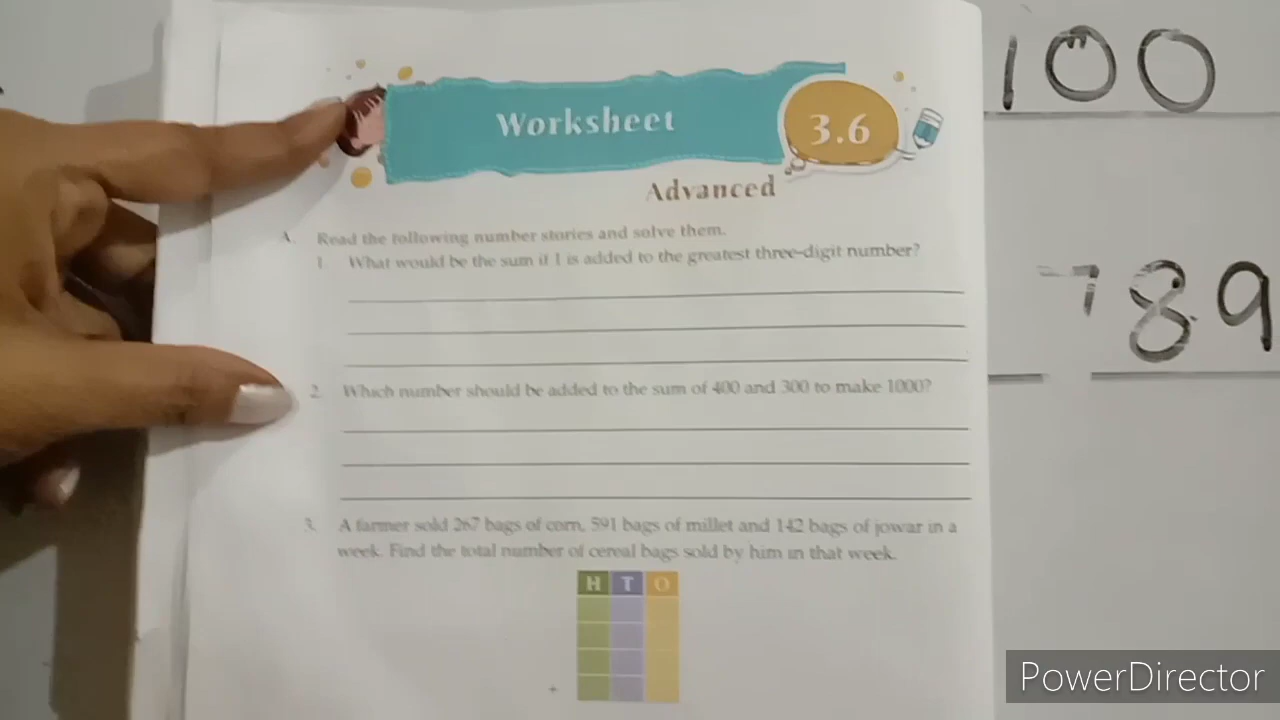 Worksheet
3.6
Advanced
A. Read the following number stories and solve them.
1. What would be the sum if 1 is added to the greatest three-digit number?
2. Which number should be added to the sum of 400 and 300 to make 1000?
3. A farmer sold 267 bags of corn, 591 bags of millet and 142 bags of jowar in a
week. Find the total number of cereal bags sold by him in that week.
H T O
+
100
789
PowerDirector